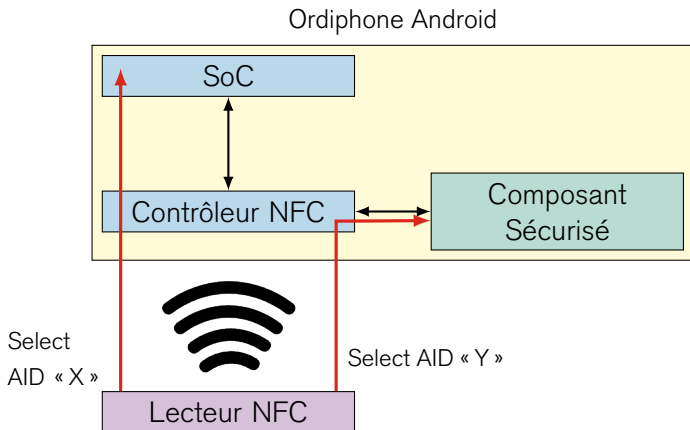 Ordiphone Android
SoC
Contrôleur NFC
Composant
Sécurisé
Select
AID « X »
Select AID « Y »
Lecteur NFC